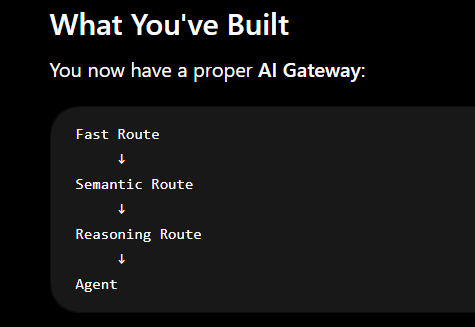 What You've Built
You now have a proper AI Gateway:
Fast Route
↓
Semantic Route
↓
Reasoning Route
↓
Agent